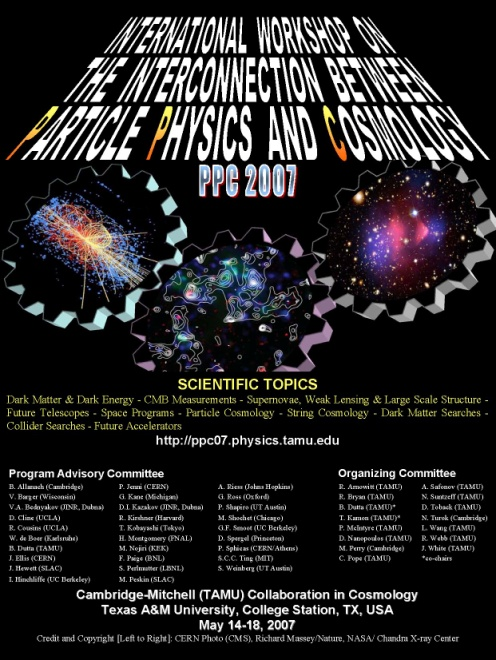 INTERNATIONAL WORKSHOP ON
THE INTERCONNECTION BETWEEN
PARTICLE PHYSICS AND COSMOLOGY
PPC 2007
SCIENTIFIC TOPICS
Dark Matter & Dark Energy - CMB Measurements - Supernovae, Weak Lensing & Large Scale Structure -
Future Telescopes - Space Programs - Particle Cosmology - String Cosmology - Dark Matter Searches -
Collider Searches - Future Accelerators
http://ppc07.physics.tamu.edu
Program Advisory Committee
B. Allanach (Cambridge)
V. Barger (Wisconsin)
V.A. Bednyakov (JINR, Dubna)
D. Cline (UCLA)
R. Cousins (UCLA)
W. de Boer (Karlsruhe)
B. Dutta (TAMU)
J. Ellis (CERN)
J. Hewett (SLAC)
I. Hinchliffe (UC Berkeley)
P. Jenni (CERN)
G. Kane (Michigan)
D.I. Kazakov (JINR, Dubna)
R. Kirshner (Harvard)
T. Kobayashi (Tokyo)
H. Montgomery (FNAL)
M. Nojiri (KEK)
F. Paige (BNL)
S. Perlmutter (LBNL)
M. Peskin (SLAC)
A. Riess (Johns Hopkins)
G. Ross (Oxford)
P. Shapiro (UT Austin)
M. Shochet (Chicago)
G.F. Smoot (UC Berkeley)
D. Spergel (Princeton)
P. Sphicas (CERN/Athens)
S.C.C. Ting (MIT)
S. Weinberg (UT Austin)
Organizing Committee
R. Arnowitt (TAMU)
R. Bryan (TAMU)
B. Dutta (TAMU)*
T. Kamon (TAMU)*
P. McIntyre (TAMU)
D. Nanopoulos (TAMU)
M. Perry (Cambridge)
C. Pope (TAMU)
A. Safonov (TAMU)
N. Suntzeff (TAMU)
D. Toback (TAMU)
N. Turok (Cambridge)
R. Webb (TAMU)
J. White (TAMU)
*co-chairs
Cambridge-Mitchell (TAMU) Collaboration in Cosmology
Texas A&M University, College Station, TX, USA
May 14-18, 2007
Credit and Copyright [Left to Right]: CERN Photo (CMS), Richard Massey/Nature, NASA/ Chandra X-ray Center